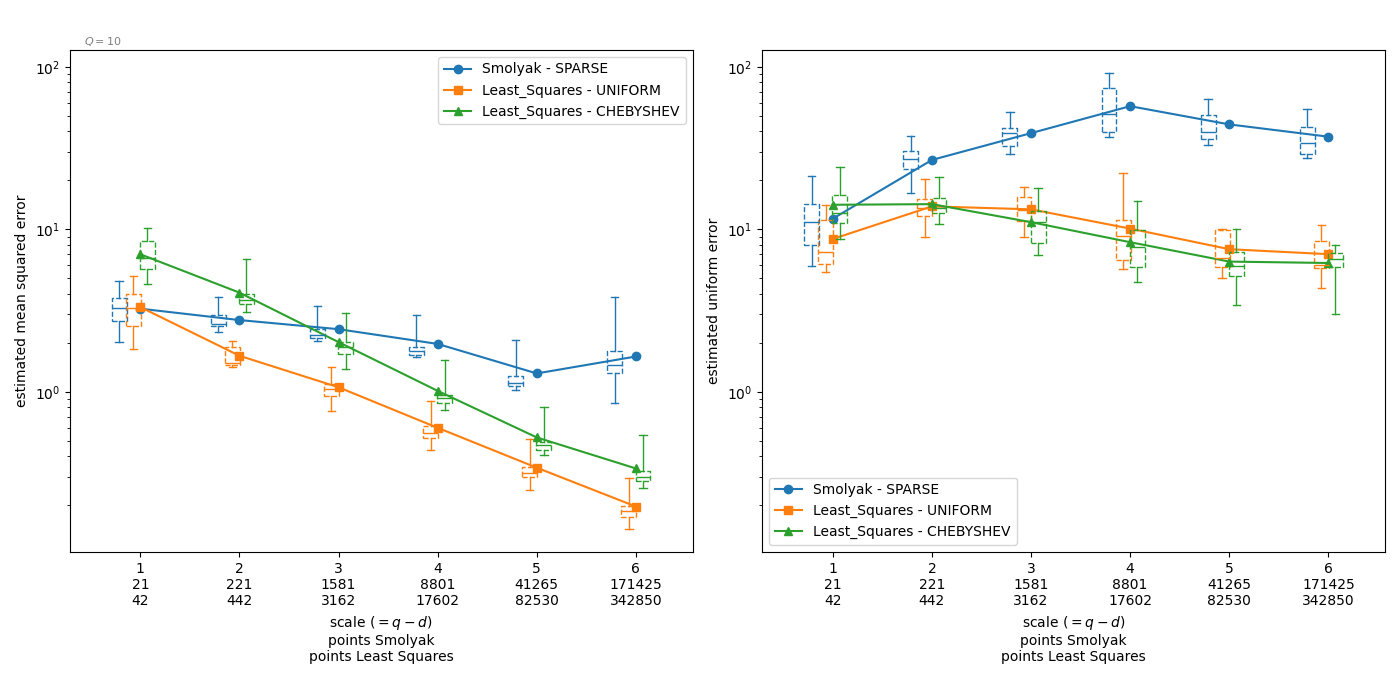 Q = 10
estimated mean squared error
10²
10¹
10⁰
Smolyak - SPARSE
Least_Squares - UNIFORM
Least_Squares - CHEBYSHEV
1 2 3 4 5 6
21 221 1581 8801 41265 171425
42 442 3162 17602 82530 342850
scale (= q − d)
points Smolyak
points Least Squares
estimated uniform error
10²
10¹
10⁰
Smolyak - SPARSE
Least_Squares - UNIFORM
Least_Squares - CHEBYSHEV
1 2 3 4 5 6
21 221 1581 8801 41265 171425
42 442 3162 17602 82530 342850
scale (= q − d)
points Smolyak
points Least Squares